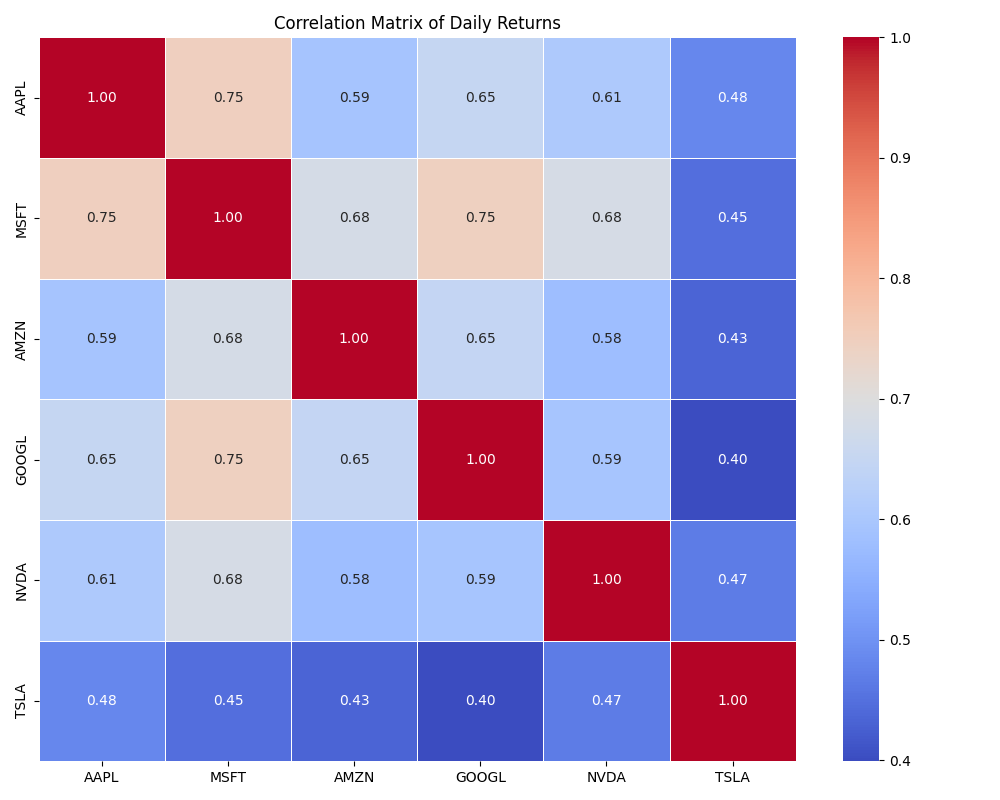 Correlation Matrix of Daily Returns
AAPL 1.00 0.75 0.59 0.65 0.61 0.48
MSFT 0.75 1.00 0.68 0.75 0.68 0.45
AMZN 0.59 0.68 1.00 0.65 0.58 0.43
GOOGL 0.65 0.75 0.65 1.00 0.59 0.40
NVDA 0.61 0.68 0.58 0.59 1.00 0.47
TSLA 0.48 0.45 0.43 0.40 0.47 1.00
AAPL MSFT AMZN GOOGL NVDA TSLA
1.0
0.9
0.8
0.7
0.6
0.5
0.4